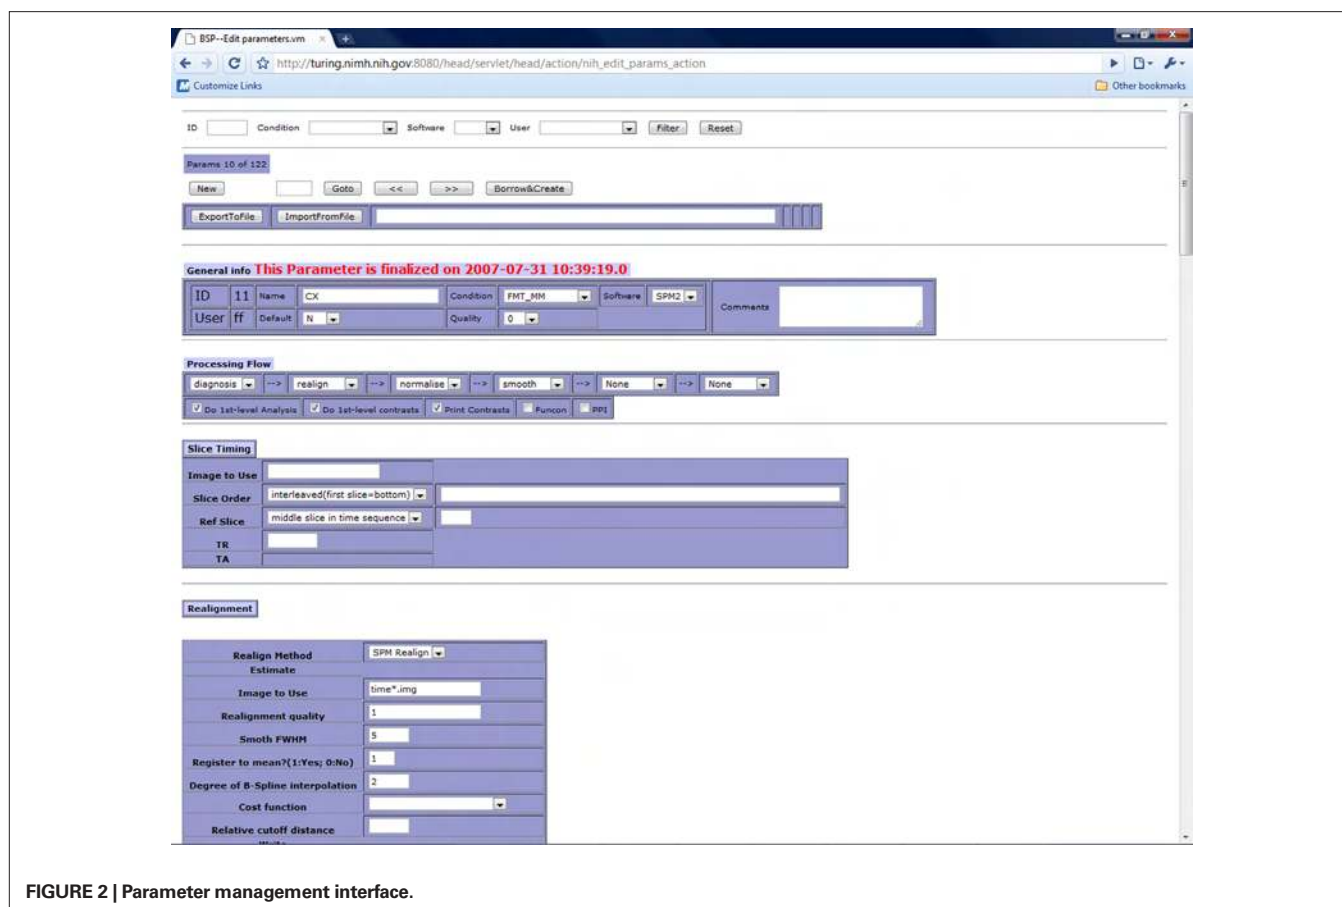 BSP--Edit parameters.vm
http://turing.nimh.nih.gov:8080/head/servlet/head/action/nih_edit_params_action
Customize Links Other bookmarks
ID Condition Software User Filter Reset
Params 10 of 122
New Goto << >> Borrow&Create
ExportToFile ImportFromFile
General info This Parameter is finalized on 2007-07-31 10:39:19.0
ID 11 Name CX Condition FMT_MM Software SPM2 Comments
User ff Default N Quality 0
Processing Flow
diagnosis --> realign --> normalise --> smooth --> None --> None
Do 1st-level Analysis Do 1st-level contrasts Print Contrasts Funcon PPI
Slice Timing
Image to Use
Slice Order interleaved(first slice=bottom)
Ref Slice middle slice in time sequence
TR
TA
Realignment
Realign Method SPM Realign
Estimate
Image to Use time*.img
Realignment quality 1
Smoth FWHM 5
Register to mean?(1:Yes; 0:No) 1
Degree of B-Spline interpolation 2
Cost function
Relative cutoff distance
FIGURE 2 | Parameter management interface.